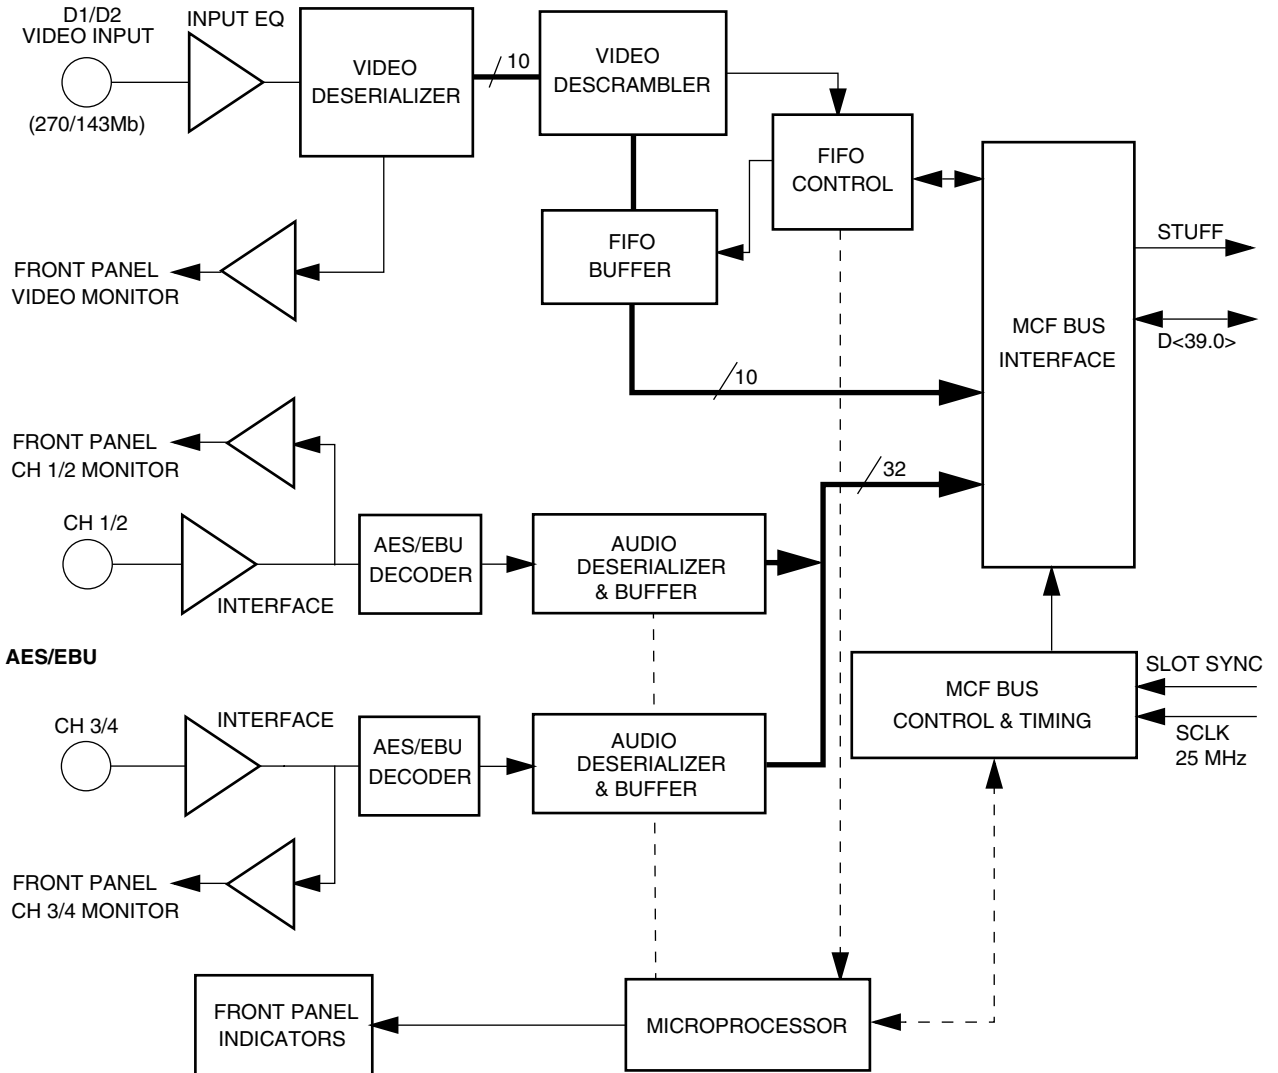 D1/D2
VIDEO INPUT
(270/143Mb)
INPUT EQ
VIDEO
DESERIALIZER
10
VIDEO
DESCRAMBLER
FIFO
CONTROL
FIFO
BUFFER
FRONT PANEL
VIDEO MONITOR
MCF BUS
INTERFACE
STUFF
D<39.0>
10
FRONT PANEL
CH 1/2 MONITOR
32
CH 1/2
INTERFACE
AES/EBU
DECODER
AUDIO
DESERIALIZER
& BUFFER
AES/EBU
MCF BUS
CONTROL & TIMING
SLOT SYNC
SCLK
25 MHz
CH 3/4
INTERFACE
AES/EBU
DECODER
AUDIO
DESERIALIZER
& BUFFER
FRONT PANEL
CH 3/4 MONITOR
FRONT PANEL
INDICATORS
MICROPROCESSOR